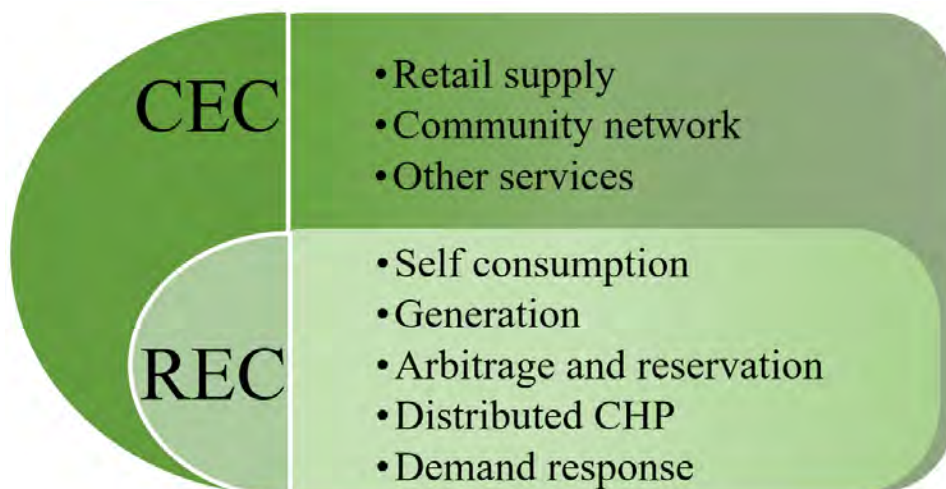 CEC
• Retail supply
• Community network
• Other services
REC
• Self consumption
• Generation
• Arbitrage and reservation
• Distributed CHP
• Demand response